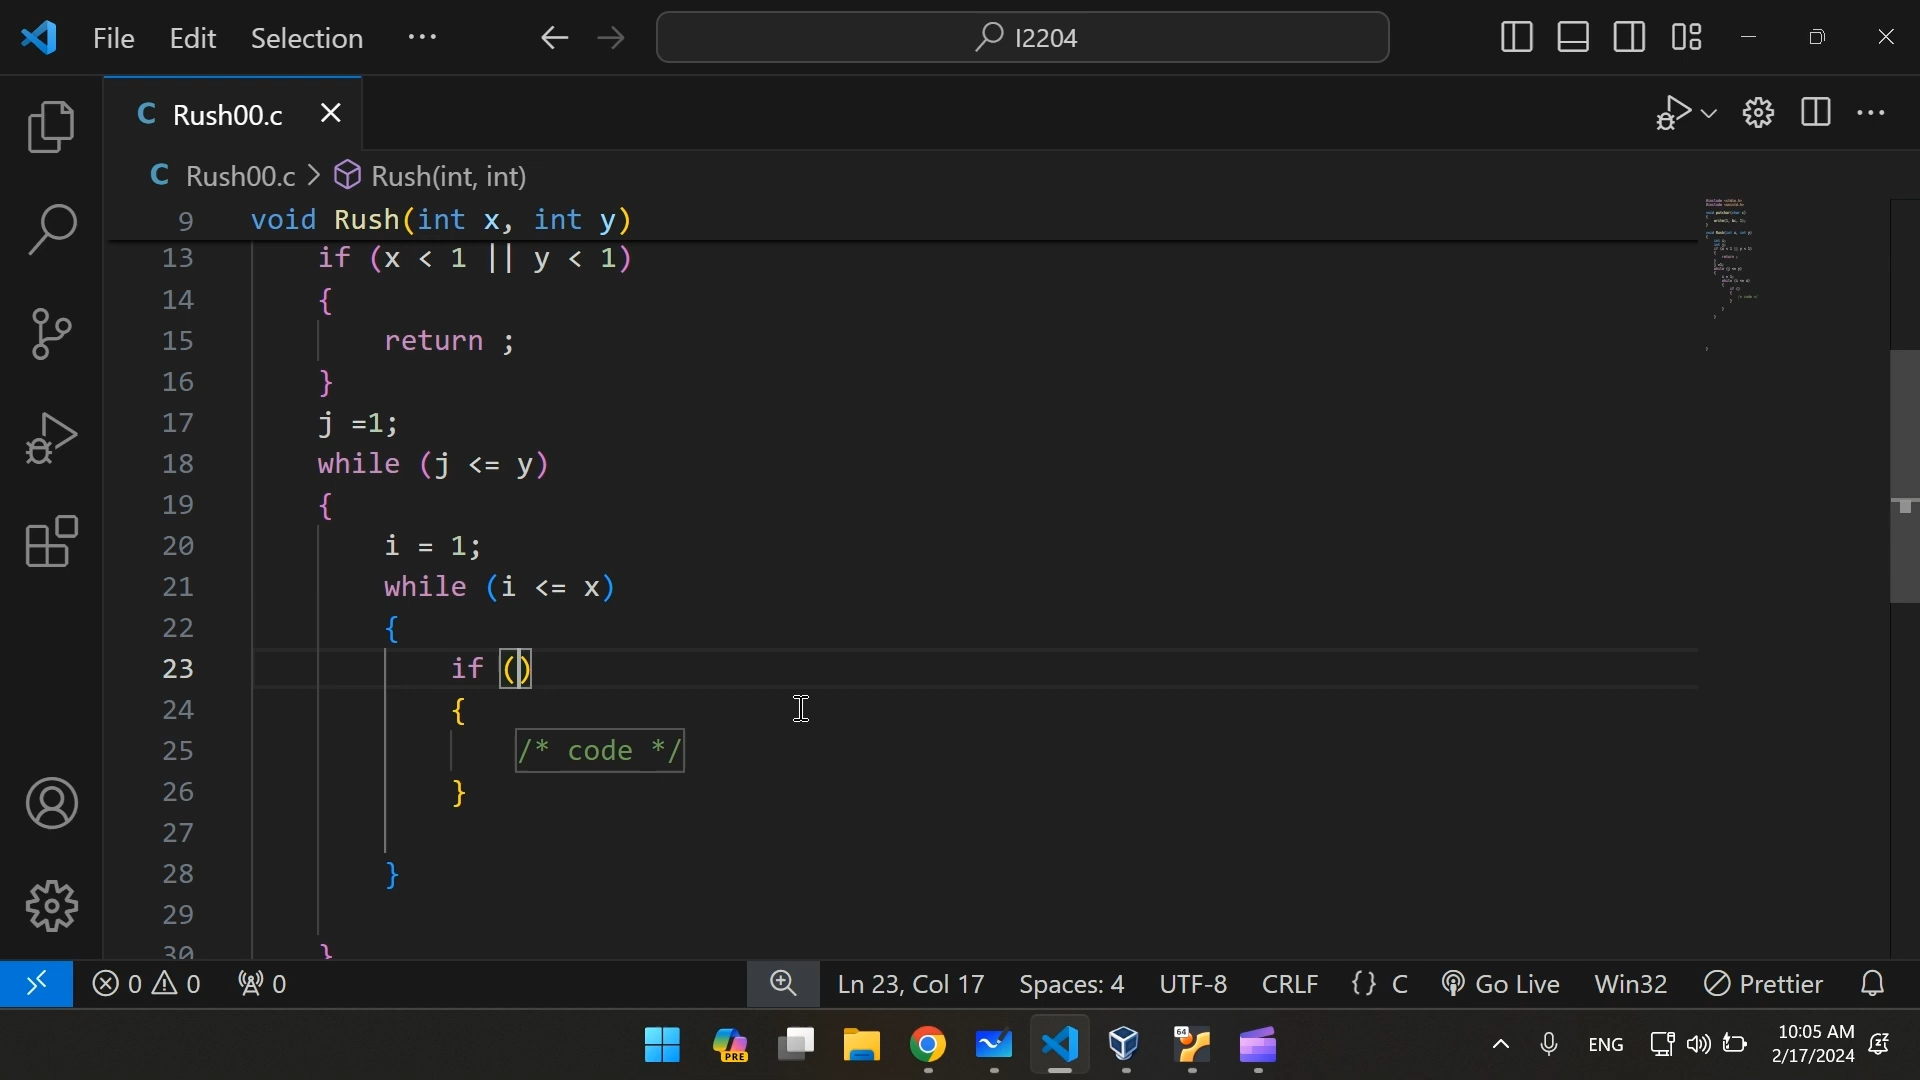 File Edit Selection ··· I2204
C Rush00.c
C Rush00.c > Rush(int, int)
9 void Rush(int x, int y)
13 if (x < 1 || y < 1)
14 {
15 return ;
16 }
17 j =1;
18 while (j <= y)
19 {
20 i = 1;
21 while (i <= x)
22 {
23 if ()
24 {
25 /* code */
26 }
27
28 }
29
30 }
0 0 0 Ln 23, Col 17 Spaces: 4 UTF-8 CRLF {} C Go Live Win32 Prettier
PRE 64 ENG 10:05 AM
2/17/2024